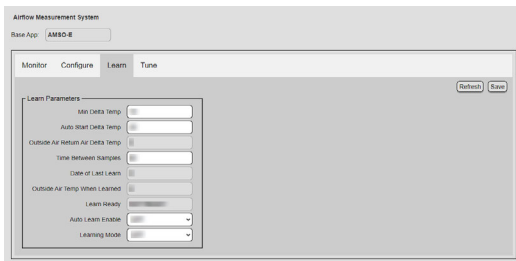 Airflow Measurement System
Base App: AMSO-E
Monitor Configure Learn Tune
Refresh Save
Learn Parameters
Min Delta Temp
Auto Start Delta Temp
Outside Air Return Air Delta Temp
Time Between Samples
Date of Last Learn
Outside Air Temp When Learned
Learn Ready
Auto Learn Enable
Learning Mode